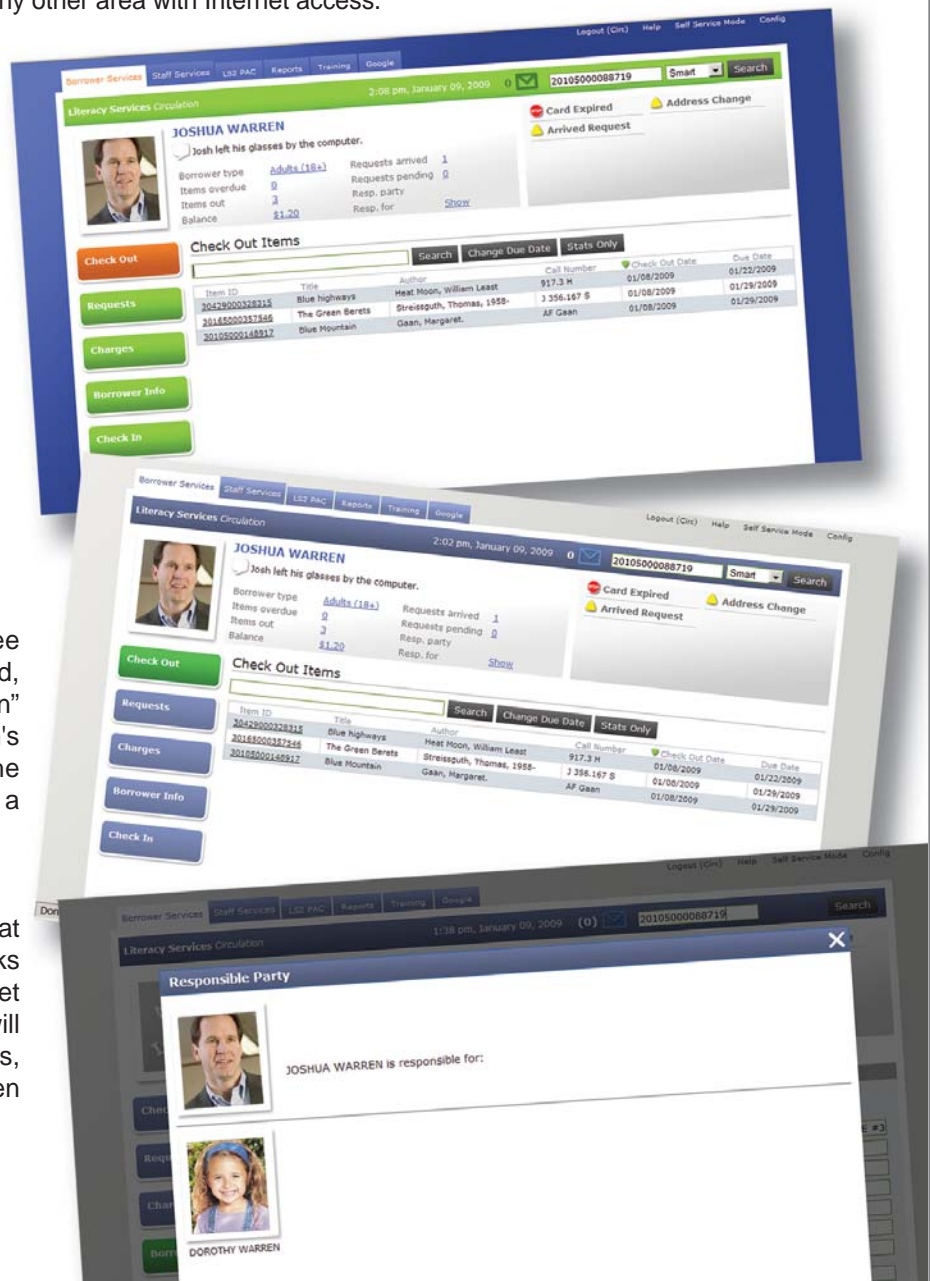 ny other area with Internet access.
Logout (Circ) Help Self Service Mode Config
Borrower Services Staff Services LS2 PAC Reports Training Google
Literacy Services Circulation 2:08 pm, January 09, 2009 0 20105000088719 Smart Search
JOSHUA WARREN
Josh left his glasses by the computer.
Borrower type Adults (18+) Requests arrived 1
Items overdue 0 Requests pending 0
Items out 3 Resp. party
Balance $1.20 Resp. for Show
STOP Card Expired Address Change
Arrived Request
Check Out
Requests
Charges
Borrower Info
Check In
Check Out Items
Search Change Due Date Stats Only
Item ID Title Author Call Number Check Out Date Due Date
30429000328315 Blue highways Heat Moon, William Least 917.3 H 01/08/2009 01/22/2009
30165000357546 The Green Berets Streissguth, Thomas, 1958- J 356.167 S 01/08/2009 01/29/2009
30105000148917 Blue Mountain Gaan, Margaret. AF Gaan 01/08/2009 01/29/2009
Borrower Services Staff Services LS2 PAC Reports Training Google
Logout (Circ) Help Self Service Mode Config
Literacy Services Circulation 2:02 pm, January 09, 2009 0 20105000088719 Smart Search
JOSHUA WARREN
Josh left his glasses by the computer.
Borrower type Adults (18+) Requests arrived 1
Items overdue 0 Requests pending 0
Items out 3 Resp. party
Balance $1.20 Resp. for Show
STOP Card Expired Address Change
Arrived Request
Check Out
Requests
Charges
Borrower Info
Check In
Check Out Items
Search Change Due Date Stats Only
Item ID Title Author Call Number Check Out Date Due Date
30429000328315 Blue highways Heat Moon, William Least 917.3 H 01/08/2009 01/22/2009
30165000357546 The Green Berets Streissguth, Thomas, 1958- J 356.167 S 01/08/2009 01/29/2009
30105000148917 Blue Mountain Gaan, Margaret. AF Gaan 01/08/2009 01/29/2009
Don
ee
d,
n"
n's
ne
a
at
ks
et
vill
s,
en
Logout (Circ) Help Self Service Mode Config
Borrower Services Staff Services LS2 PAC Reports Training Google
Literacy Services Circulation 1:38 pm, January 09, 2009 (0) 20105000088719 Search
Responsible Party
JOSHUA WARREN is responsible for:
DOROTHY WARREN
Chec
Requ
Char
Borr
E #3